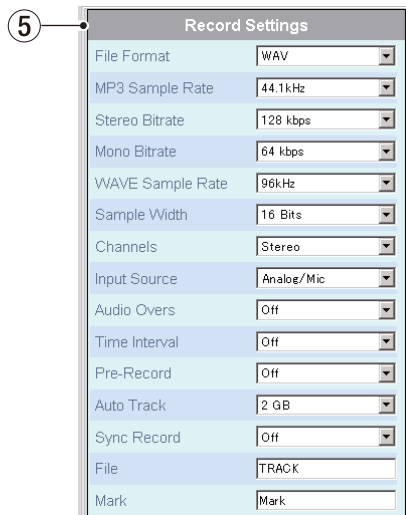 5
Record Settings
File Format WAV
MP3 Sample Rate 44.1kHz
Stereo Bitrate 128 kbps
Mono Bitrate 64 kbps
WAVE Sample Rate 96kHz
Sample Width 16 Bits
Channels Stereo
Input Source Analog/Mic
Audio Overs Off
Time Interval Off
Pre-Record Off
Auto Track 2 GB
Sync Record Off
File TRACK
Mark Mark